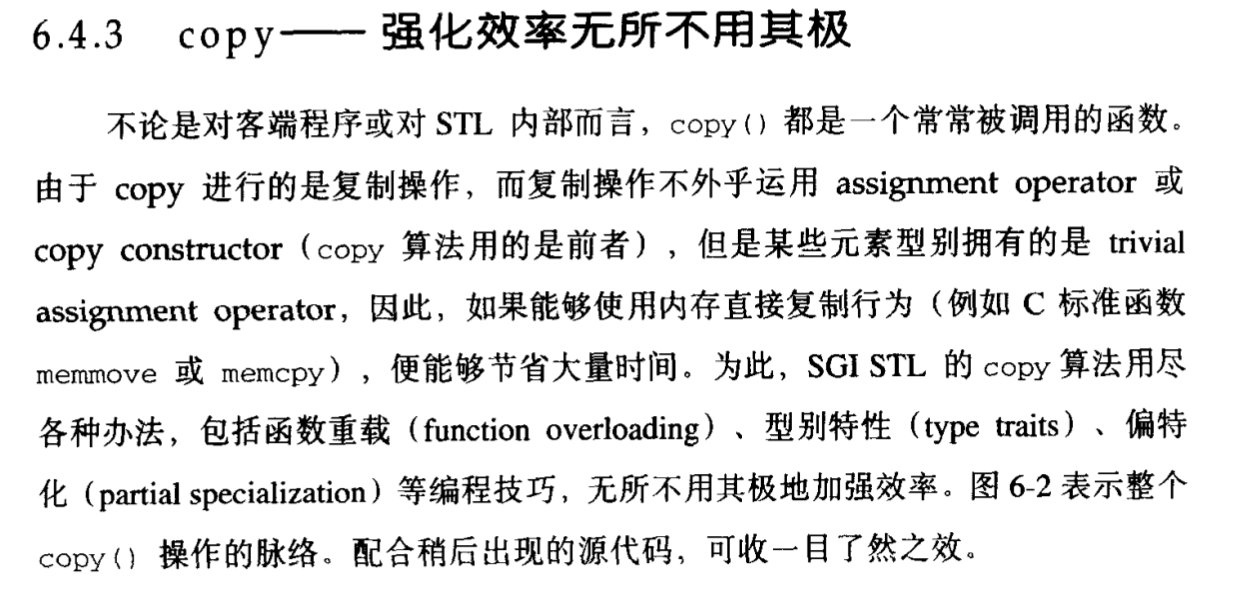 6.4.3 copy—— 强化效率无所不用其极
不论是对客端程序或对 STL 内部而言，copy() 都是一个常常被调用的函数。
由于 copy 进行的是复制操作，而复制操作不外乎运用 assignment operator 或
copy constructor（copy 算法用的是前者），但是某些元素型别拥有的是 trivial
assignment operator，因此，如果能够使用内存直接复制行为（例如 C 标准函数
memmove 或 memcpy），便能够节省大量时间。为此，SGI STL 的 copy 算法用尽
各种办法，包括函数重载（function overloading）、型别特性（type traits）、偏特
化（partial specialization）等编程技巧，无所不用其极地加强效率。图 6-2 表示整个
copy() 操作的脉络。配合稍后出现的源代码，可收一目了然之效。